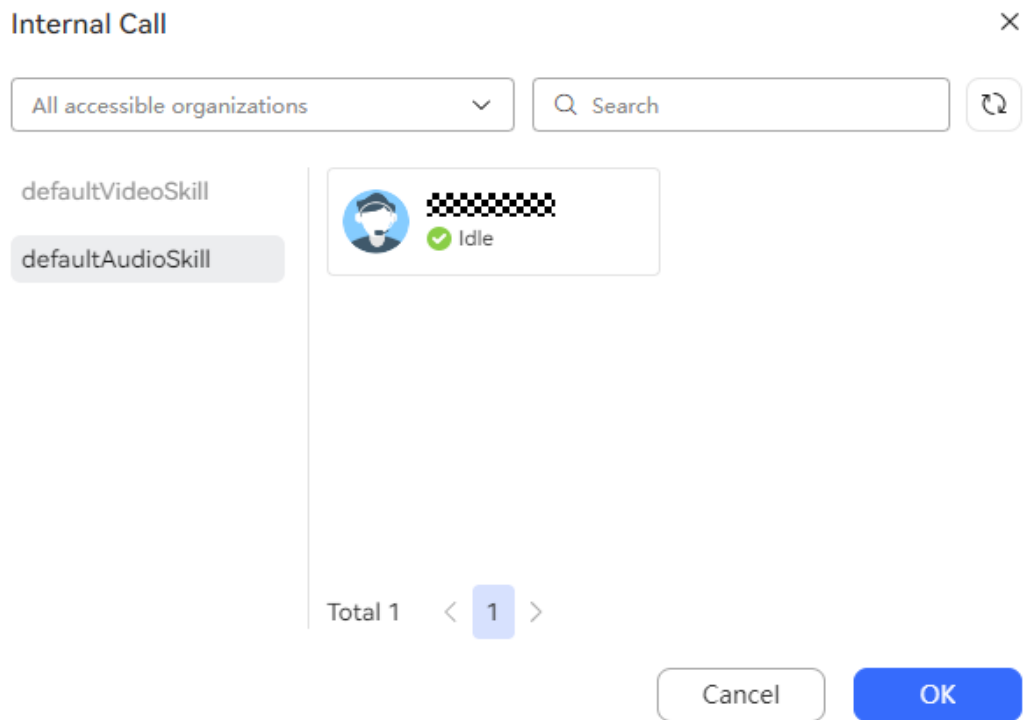 Internal Call
All accessible organizations
Search
defaultVideoSkill
defaultAudioSkill
Idle
Total 1
1
Cancel
OK